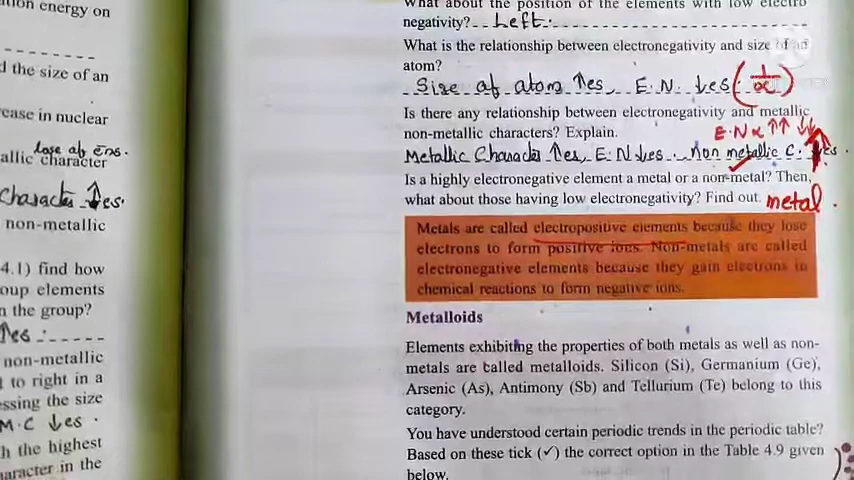 tion energy on
d the size of an
ease in nuclear
lose of e̅ns.
allic character
Character ↑es.
non-metallic
4.1) find how
oup elements
n the group?
↑es.
non-metallic
t to right in a
essing the size
M.C ↓es.
h the highest
aracter in the
What about the position of the elements with low electro
negativity? Left.
What is the relationship between electronegativity and size of an
atom?
Size of atom ↑es, E.N. ↓es. (1/∝)
Is there any relationship between electronegativity and metallic
non-metallic characters? Explain.
E.N ∝ ↑↑ ↓↓
Metallic Character ↑es, E.N ↓es. Non metallic C. es.
Is a highly electronegative element a metal or a non-metal? Then,
what about those having low electronegativity? Find out. metal.
Metals are called electropositive elements because they lose
electrons to form positive ions. Non-metals are called
electronegative elements because they gain electrons in
chemical reactions to form negative ions.
Metalloids
Elements exhibiting the properties of both metals as well as non-
metals are called metalloids. Silicon (Si), Germanium (Ge),
Arsenic (As), Antimony (Sb) and Tellurium (Te) belong to this
category.
You have understood certain periodic trends in the periodic table?
Based on these tick (✓) the correct option in the Table 4.9 given
below.